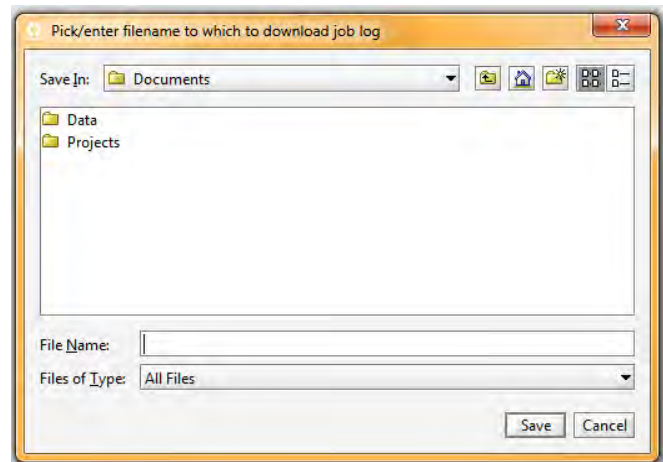 Pick/enter filename to which to download job log
Save In: Documents
Data
Projects
File Name:
Files of Type: All Files
Save Cancel